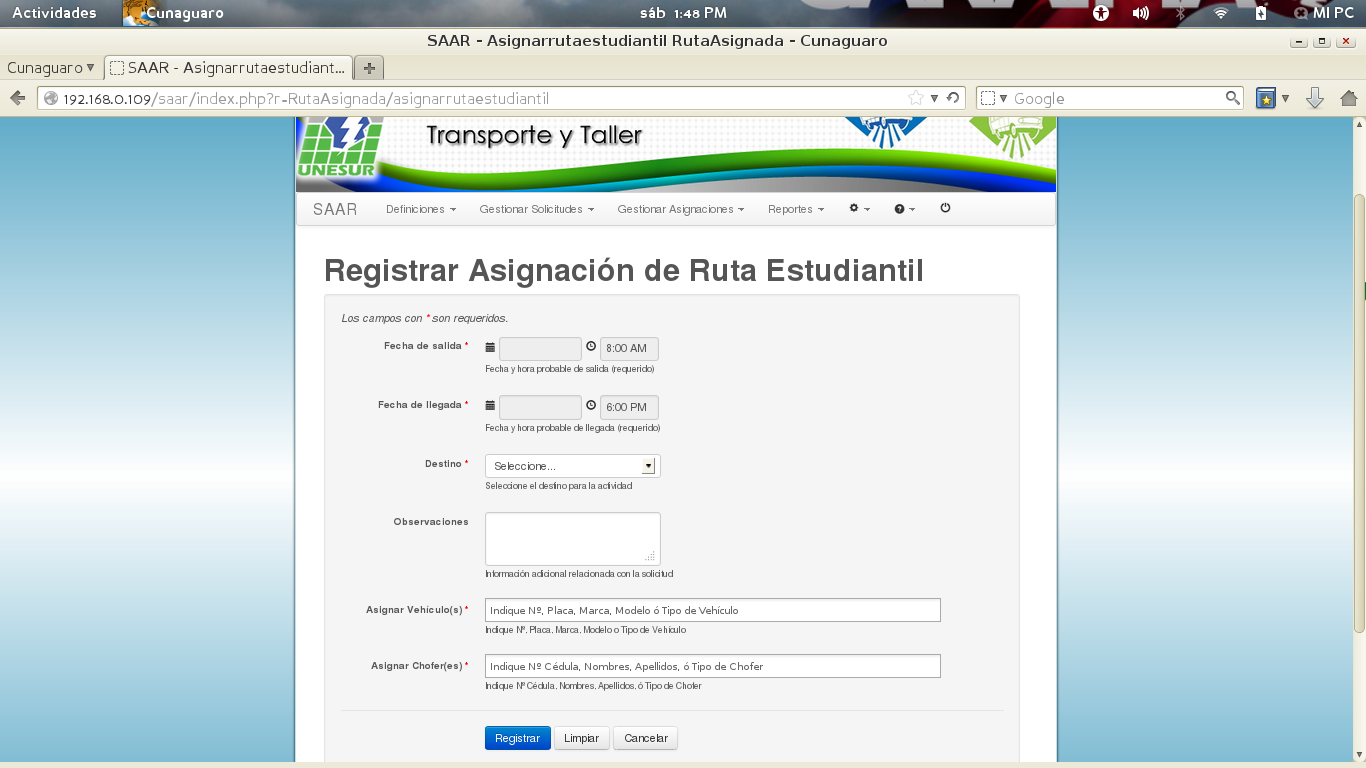 Actividades Cunaguaro sáb 1:48 PM MI PC
SAAR - Asignarrutaestudiantil RutaAsignada - Cunaguaro
Cunaguaro SAAR - Asignarrutaestudiant...
192.168.0.109/saar/index.php?r-RutaAsignada/asignarrutaestudiantil Google
UNESUR
Transporte y Taller
SAAR Definiciones Gestionar Solicitudes Gestionar Asignaciones Reportes
Registrar Asignación de Ruta Estudiantil
Los campos con * son requeridos.
Fecha de salida * 8:00 AM
Fecha y hora probable de salida (requerido)
Fecha de llegada * 6:00 PM
Fecha y hora probable de llegada (requerido)
Destino * Seleccione...
Seleccione el destino para la actividad
Observaciones
Información adicional relacionada con la solicitud
Asignar Vehículo(s) * Indique Nº, Placa, Marca, Modelo ó Tipo de Vehículo
Indique Nº, Placa, Marca, Modelo o Tipo de Vehículo
Asignar Chofer(es) * Indique Nº Cédula, Nombres, Apellidos, ó Tipo de Chofer
Indique Nº Cédula, Nombres, Apellidos, ó Tipo de Chofer
Registrar Limpiar Cancelar